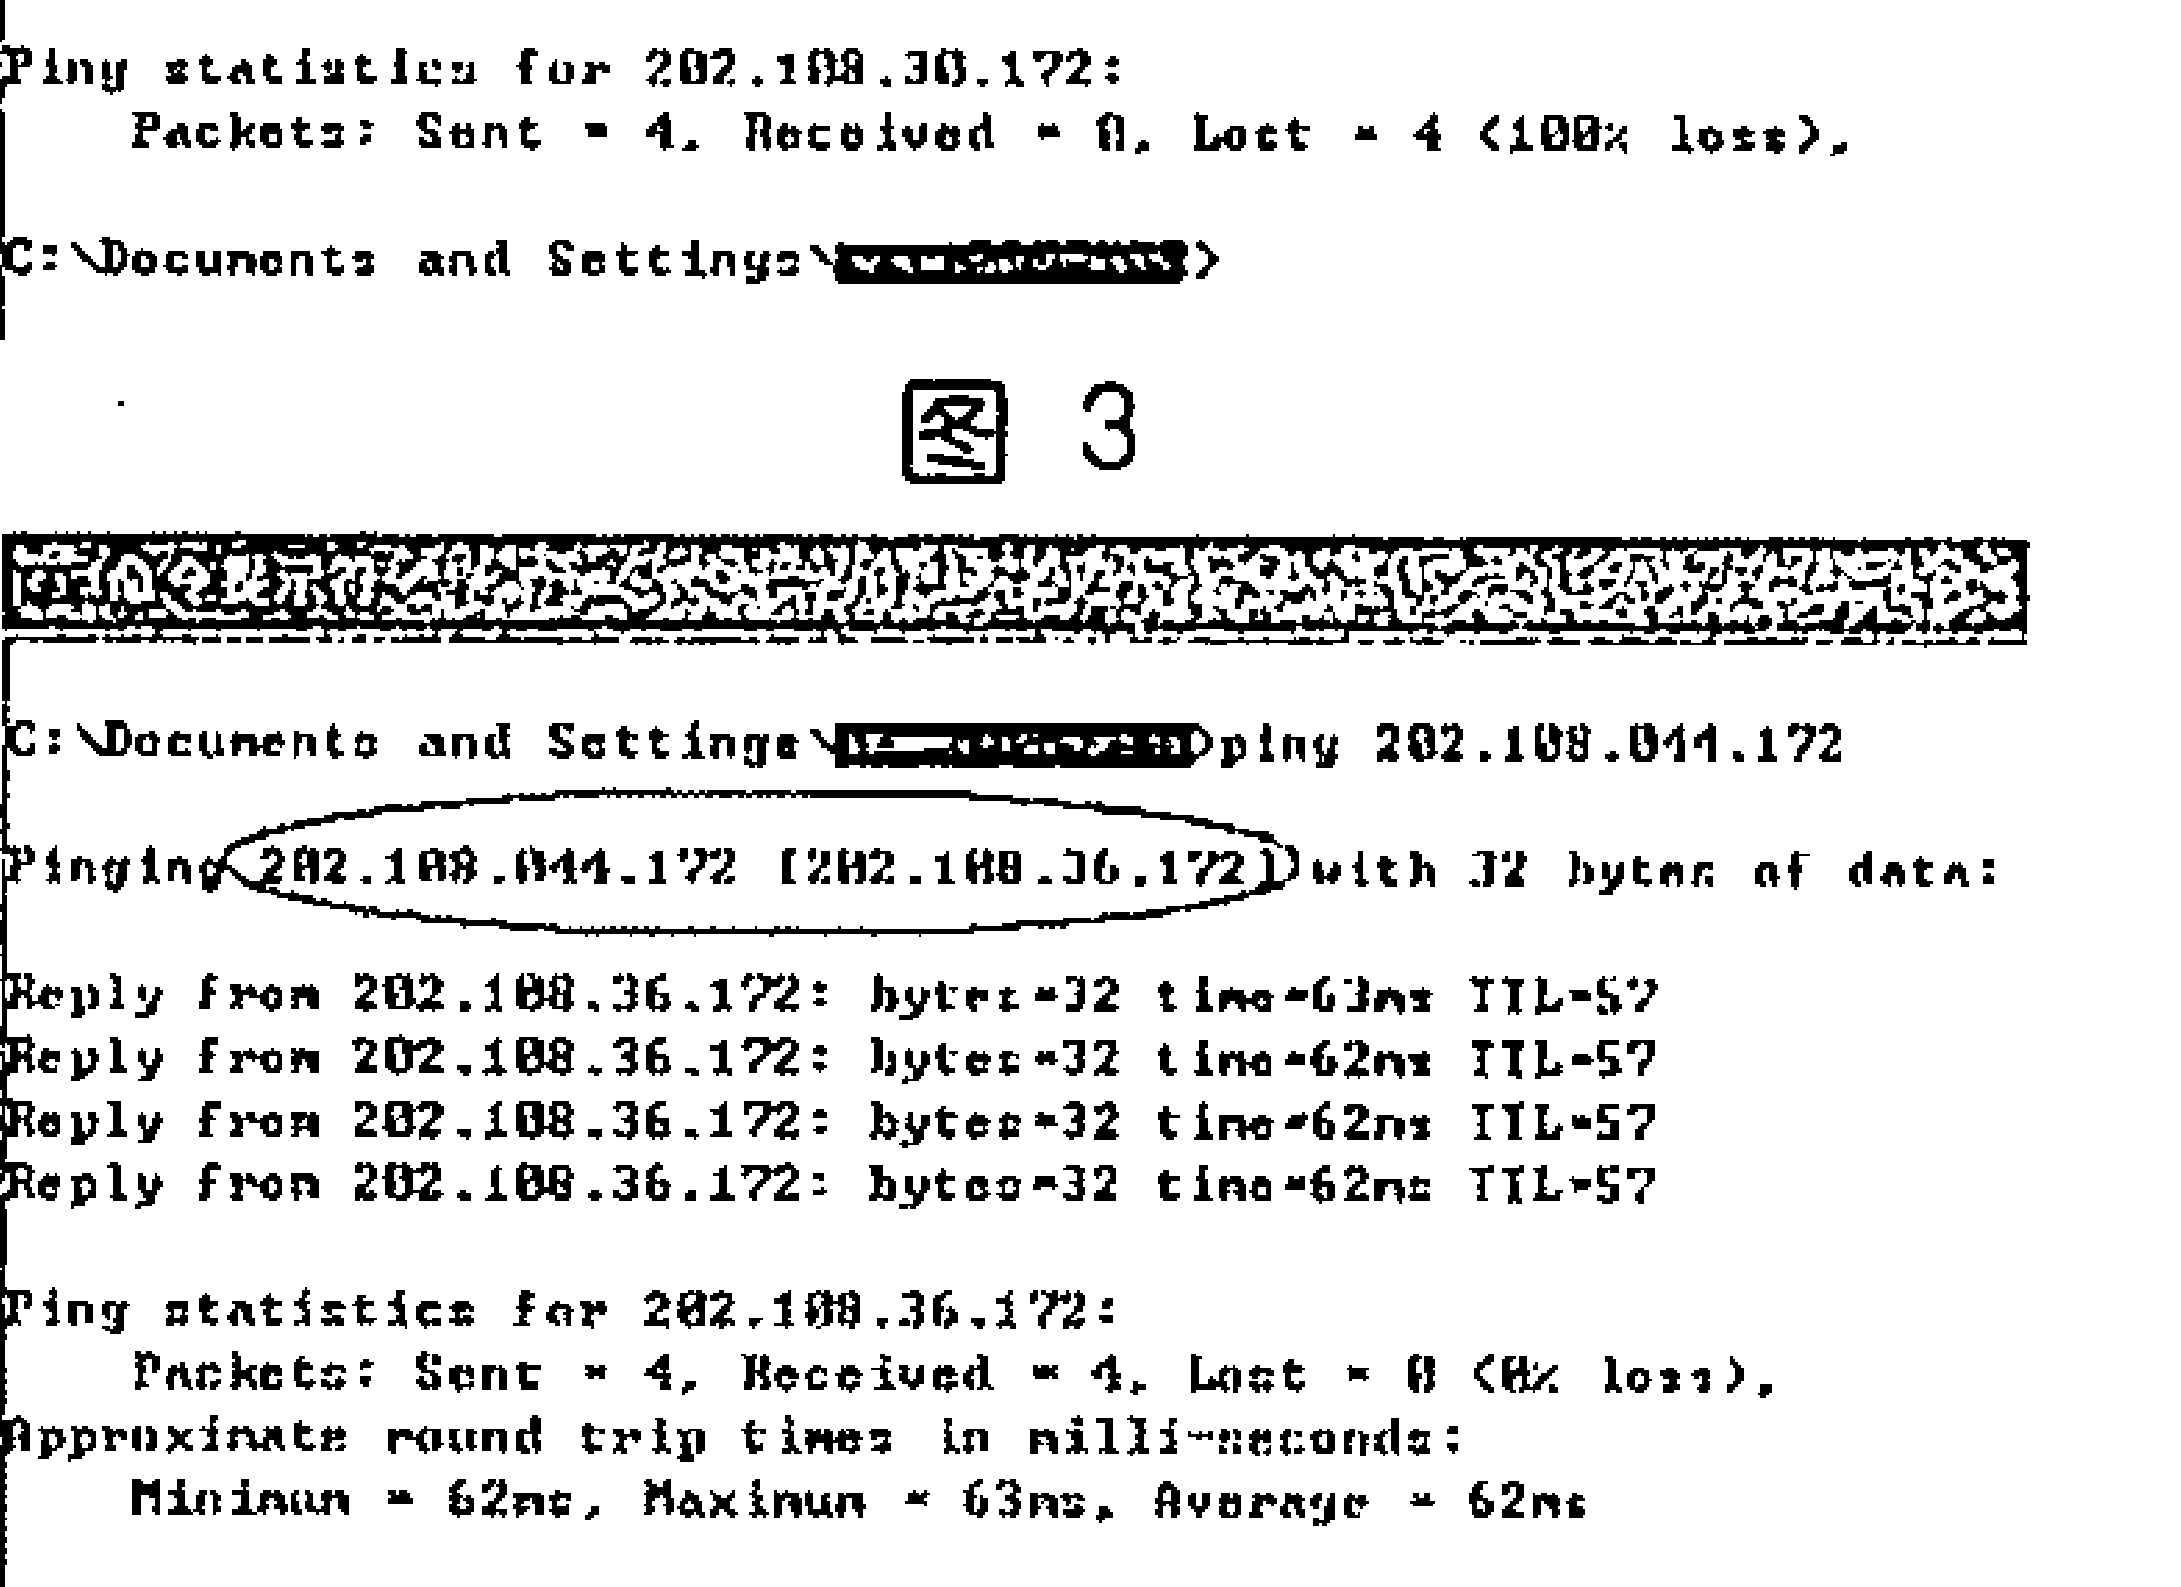 Ping statistics for 202.108.30.172:
Packets: Sent = 4, Received = 0, Lost = 4 (100% loss),
C:\Documents and Settings\ >
图 3
C:\Documents and Settings\ >ping 202.108.044.172
Pinging 202.108.044.172 [202.108.36.172] with 32 bytes of data:
Reply from 202.108.36.172: bytes=32 time=63ms TTL=57
Reply from 202.108.36.172: bytes=32 time=62ms TTL=57
Reply from 202.108.36.172: bytes=32 time=62ms TTL=57
Reply from 202.108.36.172: bytes=32 time=62ms TTL=57
Ping statistics for 202.108.36.172:
Packets: Sent = 4, Received = 4, Lost = 0 (0% loss),
Approximate round trip times in milli-seconds:
Minimum = 62ms, Maximum = 63ms, Average = 62ms